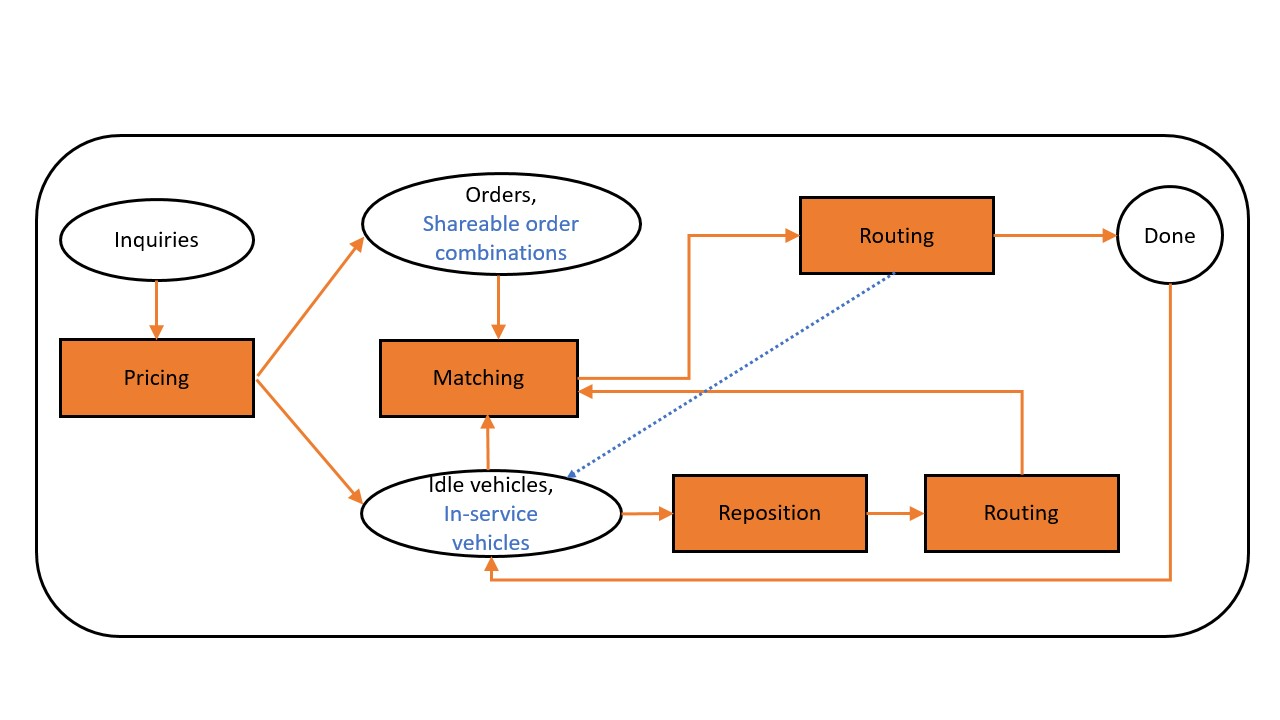 Inquiries
Pricing
Orders,
Shareable order
combinations
Matching
Idle vehicles,
In-service
vehicles
Routing
Done
Reposition
Routing